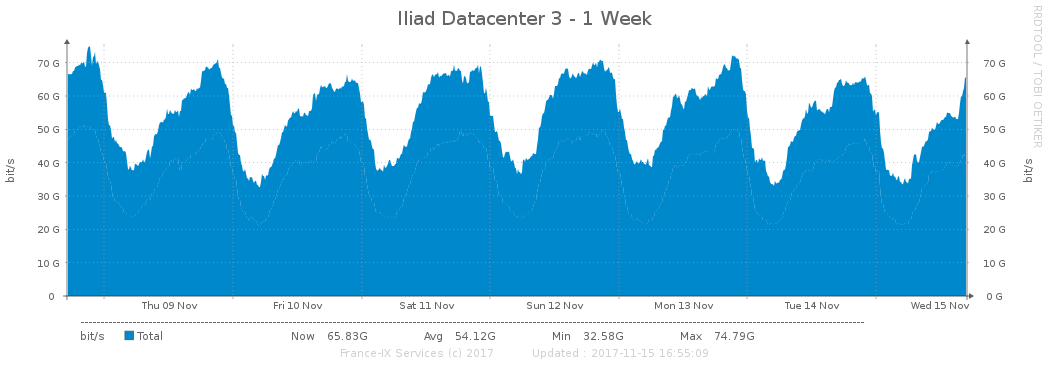 Iliad Datacenter 3 - 1 Week
RRDTOOL / TOBI OETIKER
bit/s
bit/s
70 G 70 G
60 G 60 G
50 G 50 G
40 G 40 G
30 G 30 G
20 G 20 G
10 G 10 G
0 0 G
Thu 09 Nov Fri 10 Nov Sat 11 Nov Sun 12 Nov Mon 13 Nov Tue 14 Nov Wed 15 Nov
bit/s Total Now 65.83G Avg 54.12G Min 32.58G Max 74.79G
France-IX Services (c) 2017 Updated : 2017-11-15 16:55:09